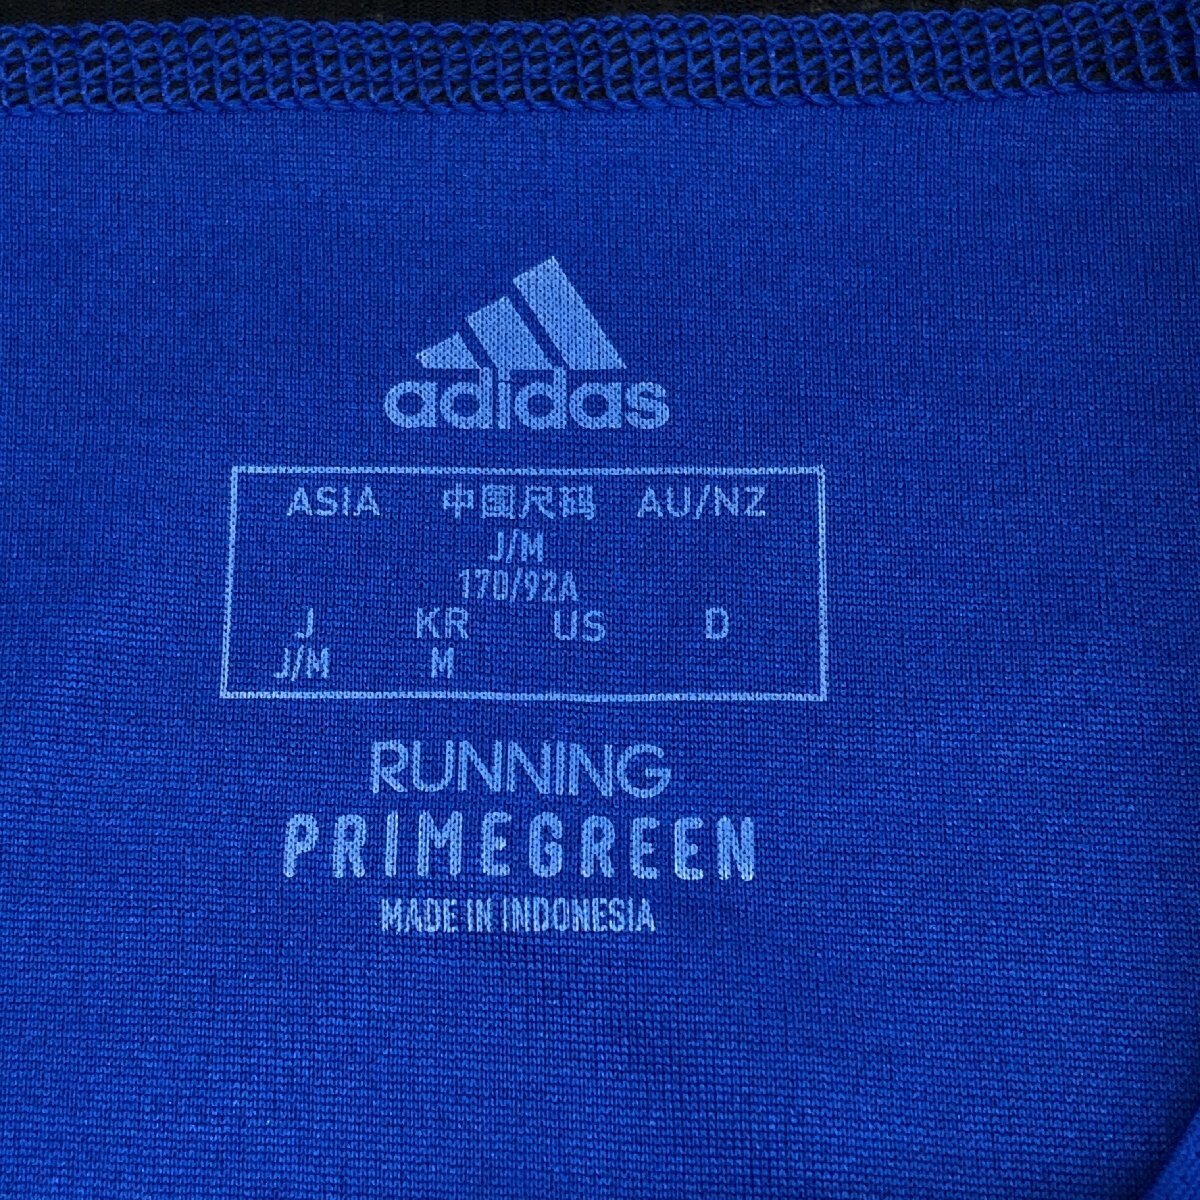 adidas
ASIA 中国尺码 AU/NZ
J/M
170/92A
J KR US D
J/M M
RUNNING
PRIMEGREEN
MADE IN INDONESIA